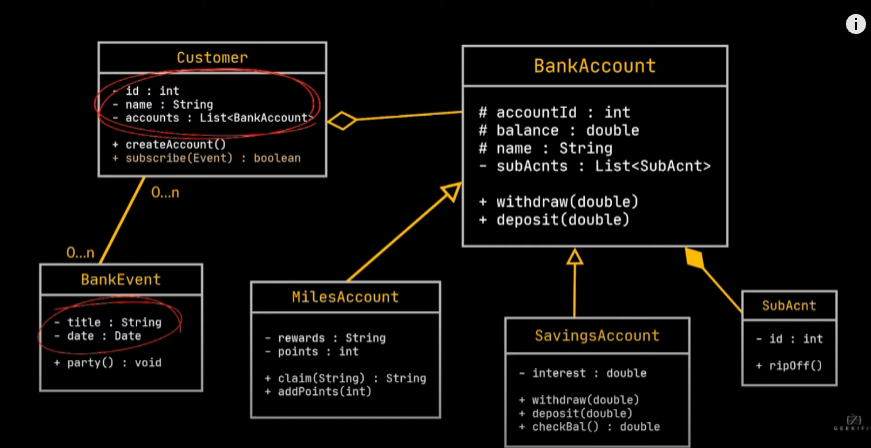 Customer
- id : int
- name : String
- accounts : List<BankAccount>
+ createAccount()
+ subscribe(Event) : boolean
BankAccount
# accountId : int
# balance : double
# name : String
- subAcnts : List<SubAcnt>
+ withdraw(double)
+ deposit(double)
0...n
0...n
BankEvent
- title : String
- date : Date
+ party() : void
MilesAccount
- rewards : String
- points : int
+ claim(String) : String
+ addPoints(int)
SavingsAccount
- interest : double
+ withdraw(double)
+ deposit(double)
+ checkBal() : double
SubAcnt
- id : int
+ ripOff()
i